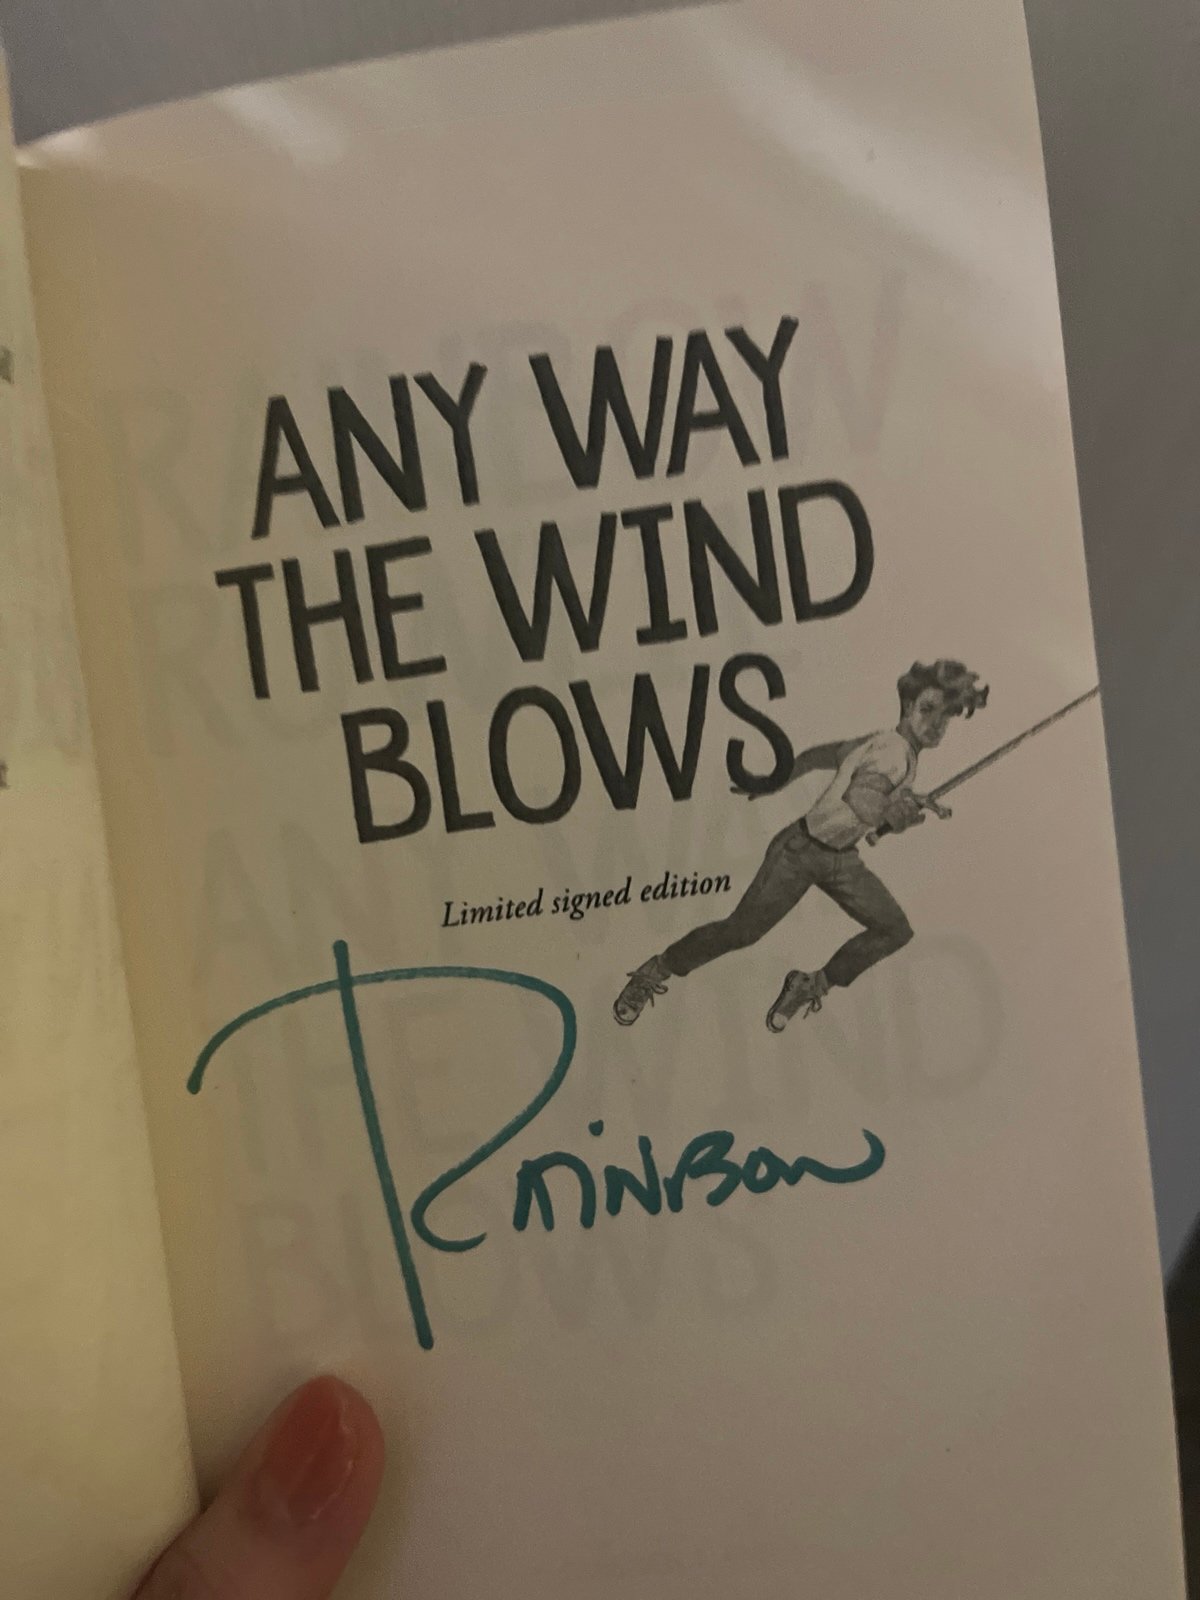 ANY WAY
THE WIND
BLOWS
Limited signed edition
Rainbow